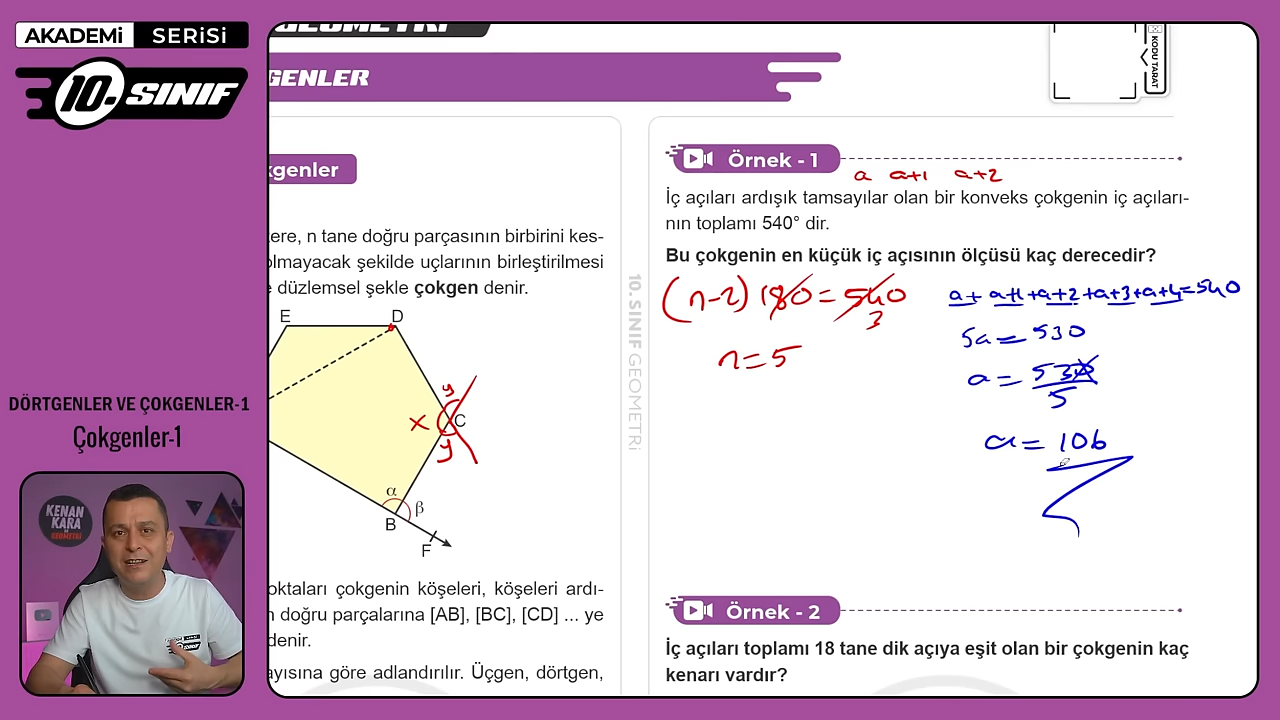 AKADEMİ SERİSİ
10. SINIF
DÖRTGENLER VE ÇOKGENLER-1
Çokgenler-1
KENAN
KARA
GEOMETRİ
GEOMETRİ
GENLER
KODU TARAT
kgenler
ere, n tane doğru parçasının birbirini kes-
olmayacak şekilde uçlarının birleştirilmesi
e düzlemsel şekle çokgen denir.
E
D
y
x
C
y
α
β
B
F
oktaları çokgenin köşeleri, köşeleri ardı-
n doğru parçalarına [AB], [BC], [CD] ... ye
denir.
ayısına göre adlandırılır. Üçgen, dörtgen,
10. SINIF GEOMETRİ
Örnek - 1
a a+1 a+2
İç açıları ardışık tamsayılar olan bir konveks çokgenin iç açıları-
nın toplamı 540° dir.
Bu çokgenin en küçük iç açısının ölçüsü kaç derecedir?
(n-2) 180 = 540
3
n = 5
a + a+1 + a+2 + a+3 + a+4 = 540
5a = 530
a = 530
5
a = 106
Örnek - 2
İç açıları toplamı 18 tane dik açıya eşit olan bir çokgenin kaç
kenarı vardır?